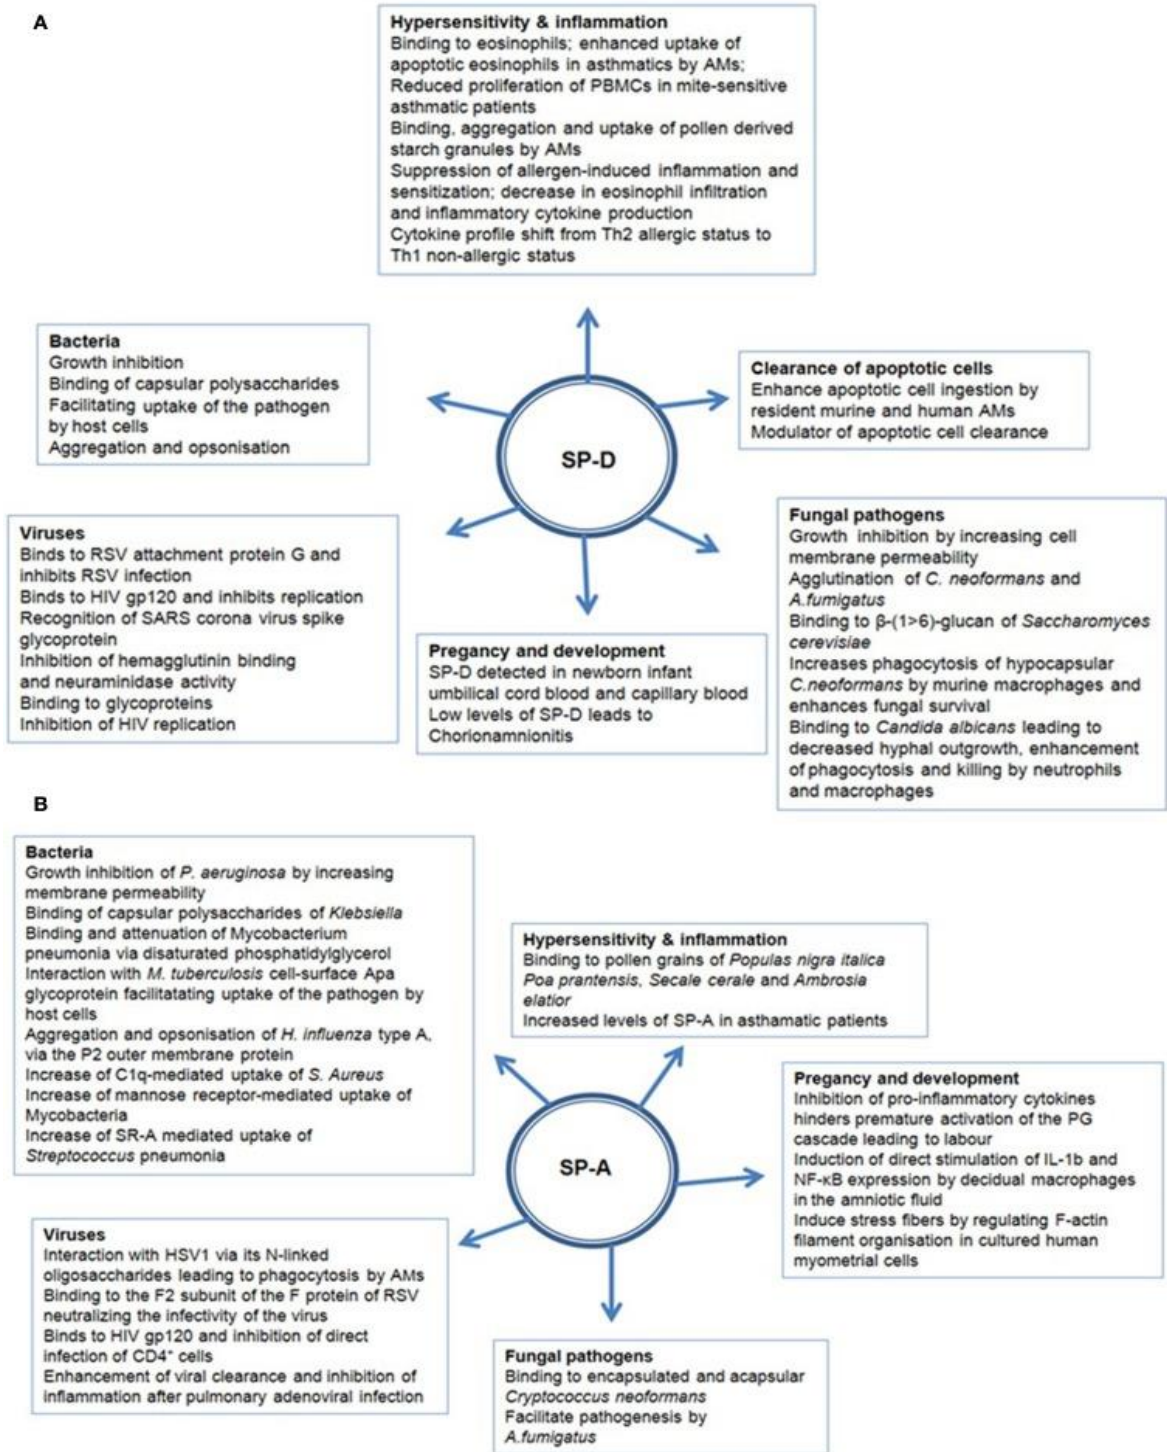 A
Hypersensitivity & inflammation
Binding to eosinophils; enhanced uptake of
apoptotic eosinophils in asthmatics by AMs;
Reduced proliferation of PBMCs in mite-sensitive
asthmatic patients
Binding, aggregation and uptake of pollen derived
starch granules by AMs
Suppression of allergen-induced inflammation and
sensitization; decrease in eosinophil infiltration
and inflammatory cytokine production
Cytokine profile shift from Th2 allergic status to
Th1 non-allergic status
Bacteria
Growth inhibition
Binding of capsular polysaccharides
Facilitating uptake of the pathogen
by host cells
Aggregation and opsonisation
Clearance of apoptotic cells
Enhance apoptotic cell ingestion by
resident murine and human AMs
Modulator of apoptotic cell clearance
SP-D
Viruses
Binds to RSV attachment protein G and
inhibits RSV infection
Binds to HIV gp120 and inhibits replication
Recognition of SARS corona virus spike
glycoprotein
Inhibition of hemagglutinin binding
and neuraminidase activity
Binding to glycoproteins
Inhibition of HIV replication
Pregancy and development
SP-D detected in newborn infant
umbilical cord blood and capillary blood
Low levels of SP-D leads to
Chorionamnionitis
Fungal pathogens
Growth inhibition by increasing cell
membrane permeability
Agglutination of C. neoformans and
A.fumigatus
Binding to β-(1>6)-glucan of Saccharomyces
cerevisiae
Increases phagocytosis of hypocapsular
C.neoformans by murine macrophages and
enhances fungal survival
Binding to Candida albicans leading to
decreased hyphal outgrowth, enhancement
of phagocytosis and killing by neutrophils
and macrophages
B
Bacteria
Growth inhibition of P. aeruginosa by increasing
membrane permeability
Binding of capsular polysaccharides of Klebsiella
Binding and attenuation of Mycobacterium
pneumonia via disaturated phosphatidylglycerol
Interaction with M. tuberculosis cell-surface Apa
glycoprotein facilitatating uptake of the pathogen by
host cells
Aggregation and opsonisation of H. influenza type A,
via the P2 outer membrane protein
Increase of C1q-mediated uptake of S. Aureus
Increase of mannose receptor-mediated uptake of
Mycobacteria
Increase of SR-A mediated uptake of
Streptococcus pneumonia
Hypersensitivity & inflammation
Binding to pollen grains of Populas nigra italica
Poa prantensis, Secale cerale and Ambrosia
elatior
Increased levels of SP-A in asthamatic patients
Pregancy and development
Inhibition of pro-inflammatory cytokines
hinders premature activation of the PG
cascade leading to labour
Induction of direct stimulation of IL-1b and
NF-κB expression by decidual macrophages
in the amniotic fluid
Induce stress fibers by regulating F-actin
filament organisation in cultured human
myometrial cells
SP-A
Viruses
Interaction with HSV1 via its N-linked
oligosaccharides leading to phagocytosis by AMs
Binding to the F2 subunit of the F protein of RSV
neutralizing the infectivity of the virus
Binds to HIV gp120 and inhibition of direct
infection of CD4⁺ cells
Enhancement of viral clearance and inhibition of
inflammation after pulmonary adenoviral infection
Fungal pathogens
Binding to encapsulated and acapsular
Cryptococcus neoformans
Facilitate pathogenesis by
A.fumigatus